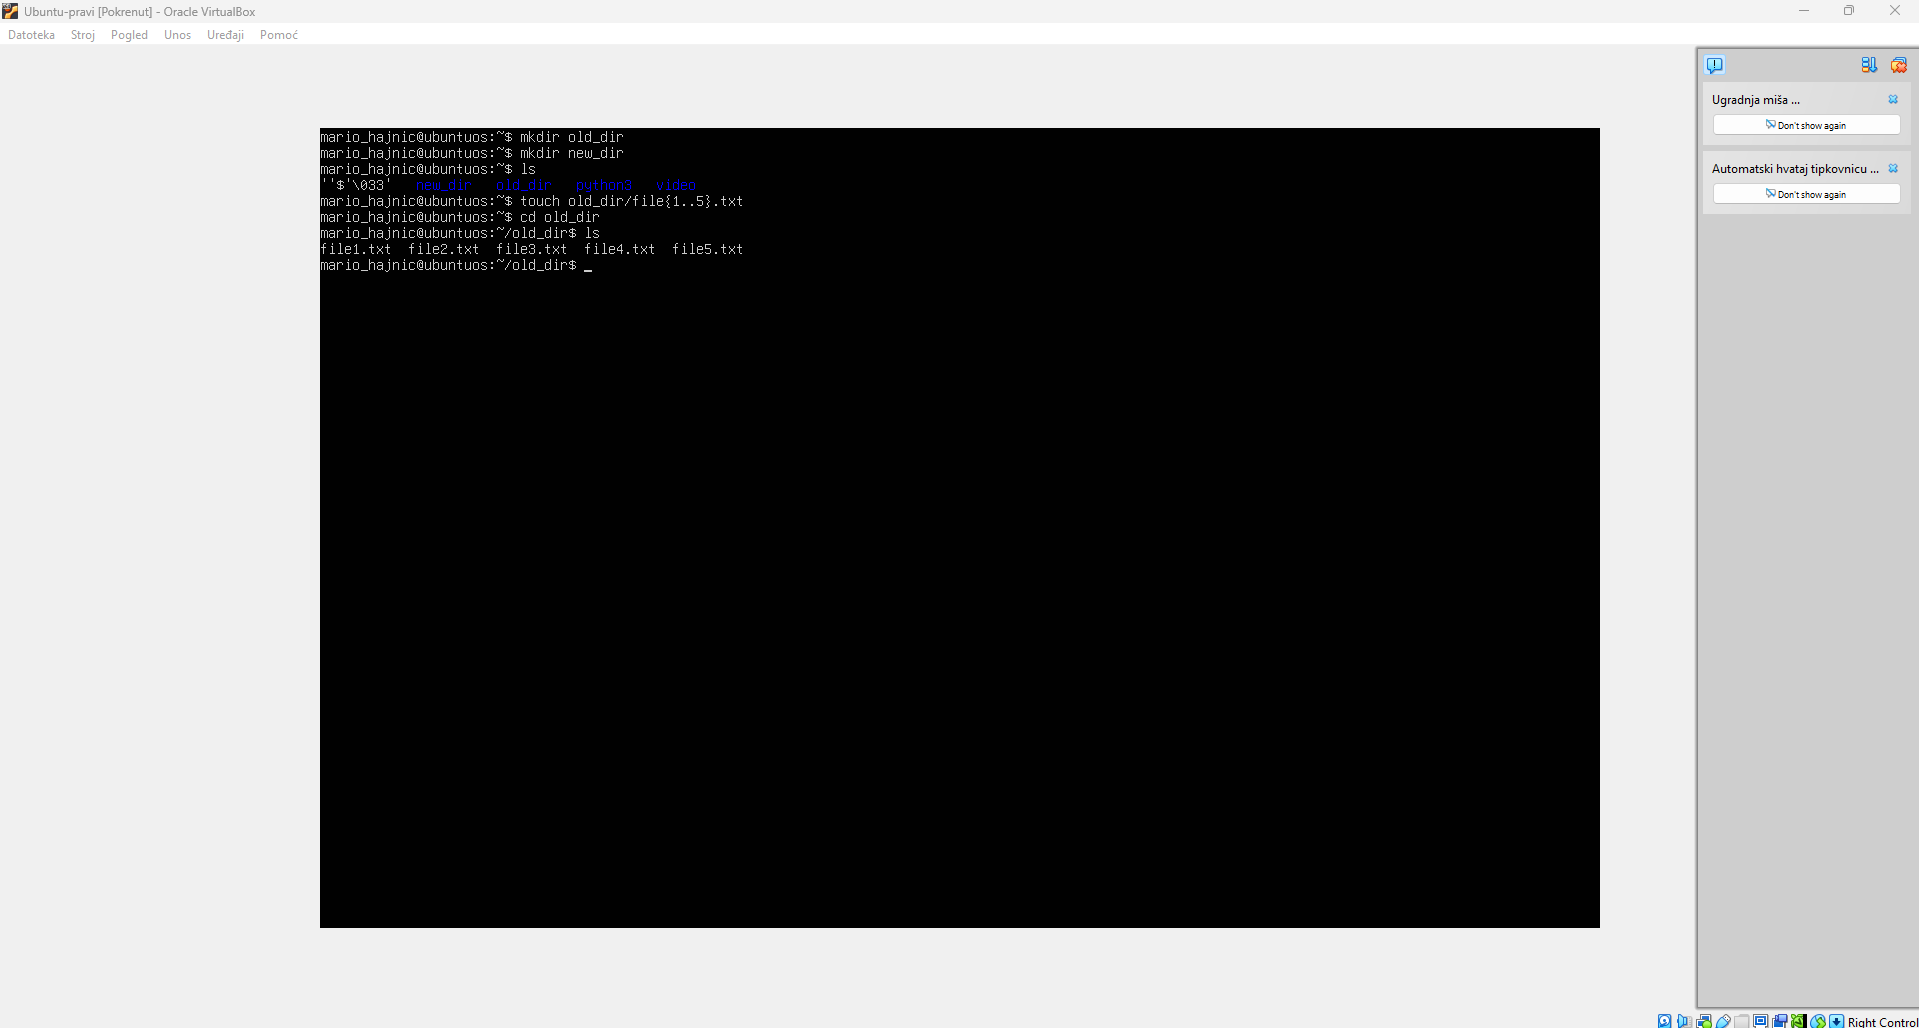 Ubuntu-pravi [Pokrenut] - Oracle VirtualBox
Datoteka Stroj Pogled Unos Uređaji Pomoć
mario_hajnic@ubuntuos:~$ mkdir old_dir
mario_hajnic@ubuntuos:~$ mkdir new_dir
mario_hajnic@ubuntuos:~$ ls
''$'\033' new_dir old_dir python3 video
mario_hajnic@ubuntuos:~$ touch old_dir/file{1..5}.txt
mario_hajnic@ubuntuos:~$ cd old_dir
mario_hajnic@ubuntuos:~/old_dir$ ls
file1.txt file2.txt file3.txt file4.txt file5.txt
mario_hajnic@ubuntuos:~/old_dir$ _
Ugradnja miša ...
Don't show again
Automatski hvataj tipkovnicu ...
Don't show again
Right Control